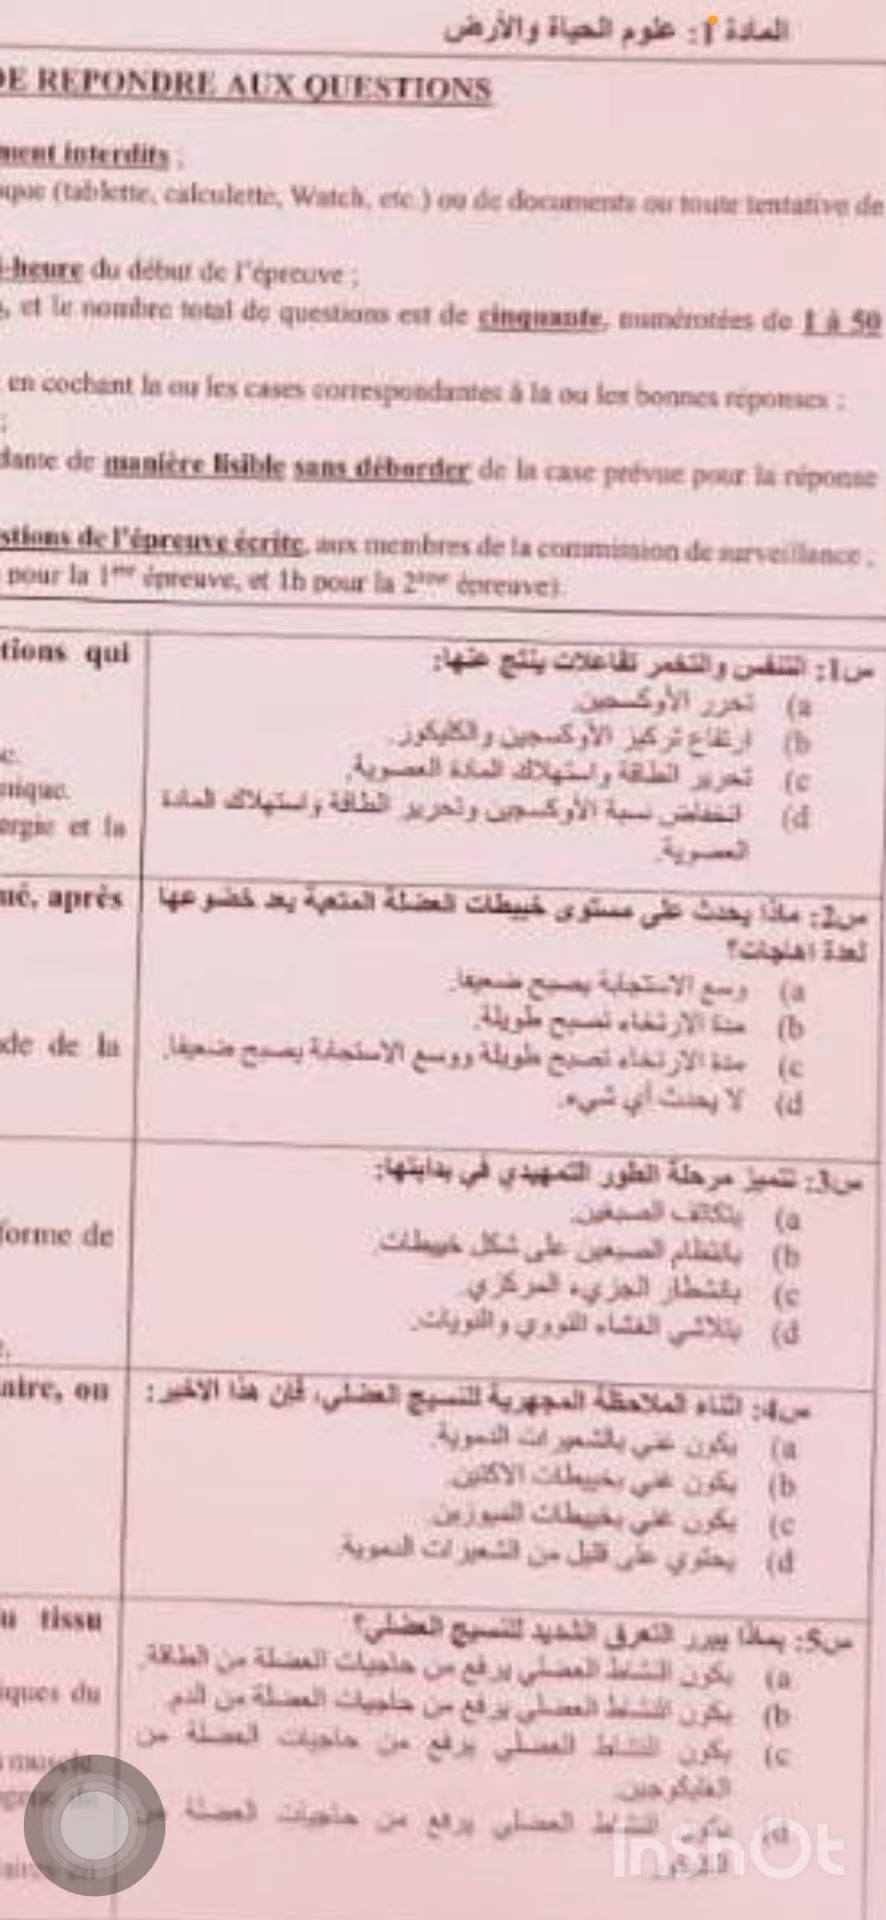 المادة 1: علوم الحياة والأرض
DE REPONDRE AUX QUESTIONS
ment interdits ;
ique (tablette, calculette, Watch, etc.) ou de documents ou toute tentative de
i-heure du début de l'épreuve ;
, et le nombre total de questions est de cinquante, numérotées de 1 à 50
en cochant la ou les cases correspondantes à la ou les bonnes réponses ;
;
dante de manière lisible sans déborder de la case prévue pour la réponse
stions de l'épreuve écrite, aux membres de la commission de surveillance ;
pour la 1ère épreuve, et 1h pour la 2ème épreuve).
tions qui
c.
nique.
ergie et la
س1: التنفس والتخمر تفاعلات ينتج عنها:
a) تحرر الأوكسجين.
b) ارتفاع تركيز الأوكسجين والكليكوز.
c) تحرير الطاقة واستهلاك المادة العضوية.
d) انخفاض نسبة الأوكسجين وتحرير الطاقة واستهلاك المادة
العضوية.
ué, après
de de la
س2: ماذا يحدث على مستوى خييطات العضلة المتعبة بعد خضوعها
لعدة اهاجات؟
a) وسع الاستجابة يصبح ضعيفا.
b) مدة الارتخاء تصبح طويلة.
c) مدة الارتخاء تصبح طويلة ووسع الاستجابة يصبح ضعيفا.
d) لا يحدث أي شيء.
forme de
س3: تتميز مرحلة الطور التمهيدي في بدايتها:
a) بتكاثف الصبغين.
b) بانتظام الصبغين على شكل خييطات.
c) بانشطار الجزيء المركزي.
d) بتلاشي الغشاء النووي والنويات.
aire, on
س4: اثناء الملاحظة المجهرية للنسيج العضلي، فإن هذا الاخير:
a) يكون غني بالشعيرات الدموية.
b) يكون غني بخييطات الاكتين.
c) يكون غني بخييطات الميوزين.
d) يحتوي على قليل من الشعيرات الدموية.
u tissu
iques du
muscle
س5: بماذا يبرر التعرق الشديد للنسيج العضلي؟
a) يكون النشاط العضلي يرفع من حاجيات العضلة من الطاقة.
b) يكون النشاط العضلي يرفع من حاجيات العضلة من الدم.
c) يكون النشاط العضلي يرفع من حاجيات العضلة من
الغليكوجين.
d) يكون النشاط العضلي يرفع من حاجيات العضلة من
InShOt